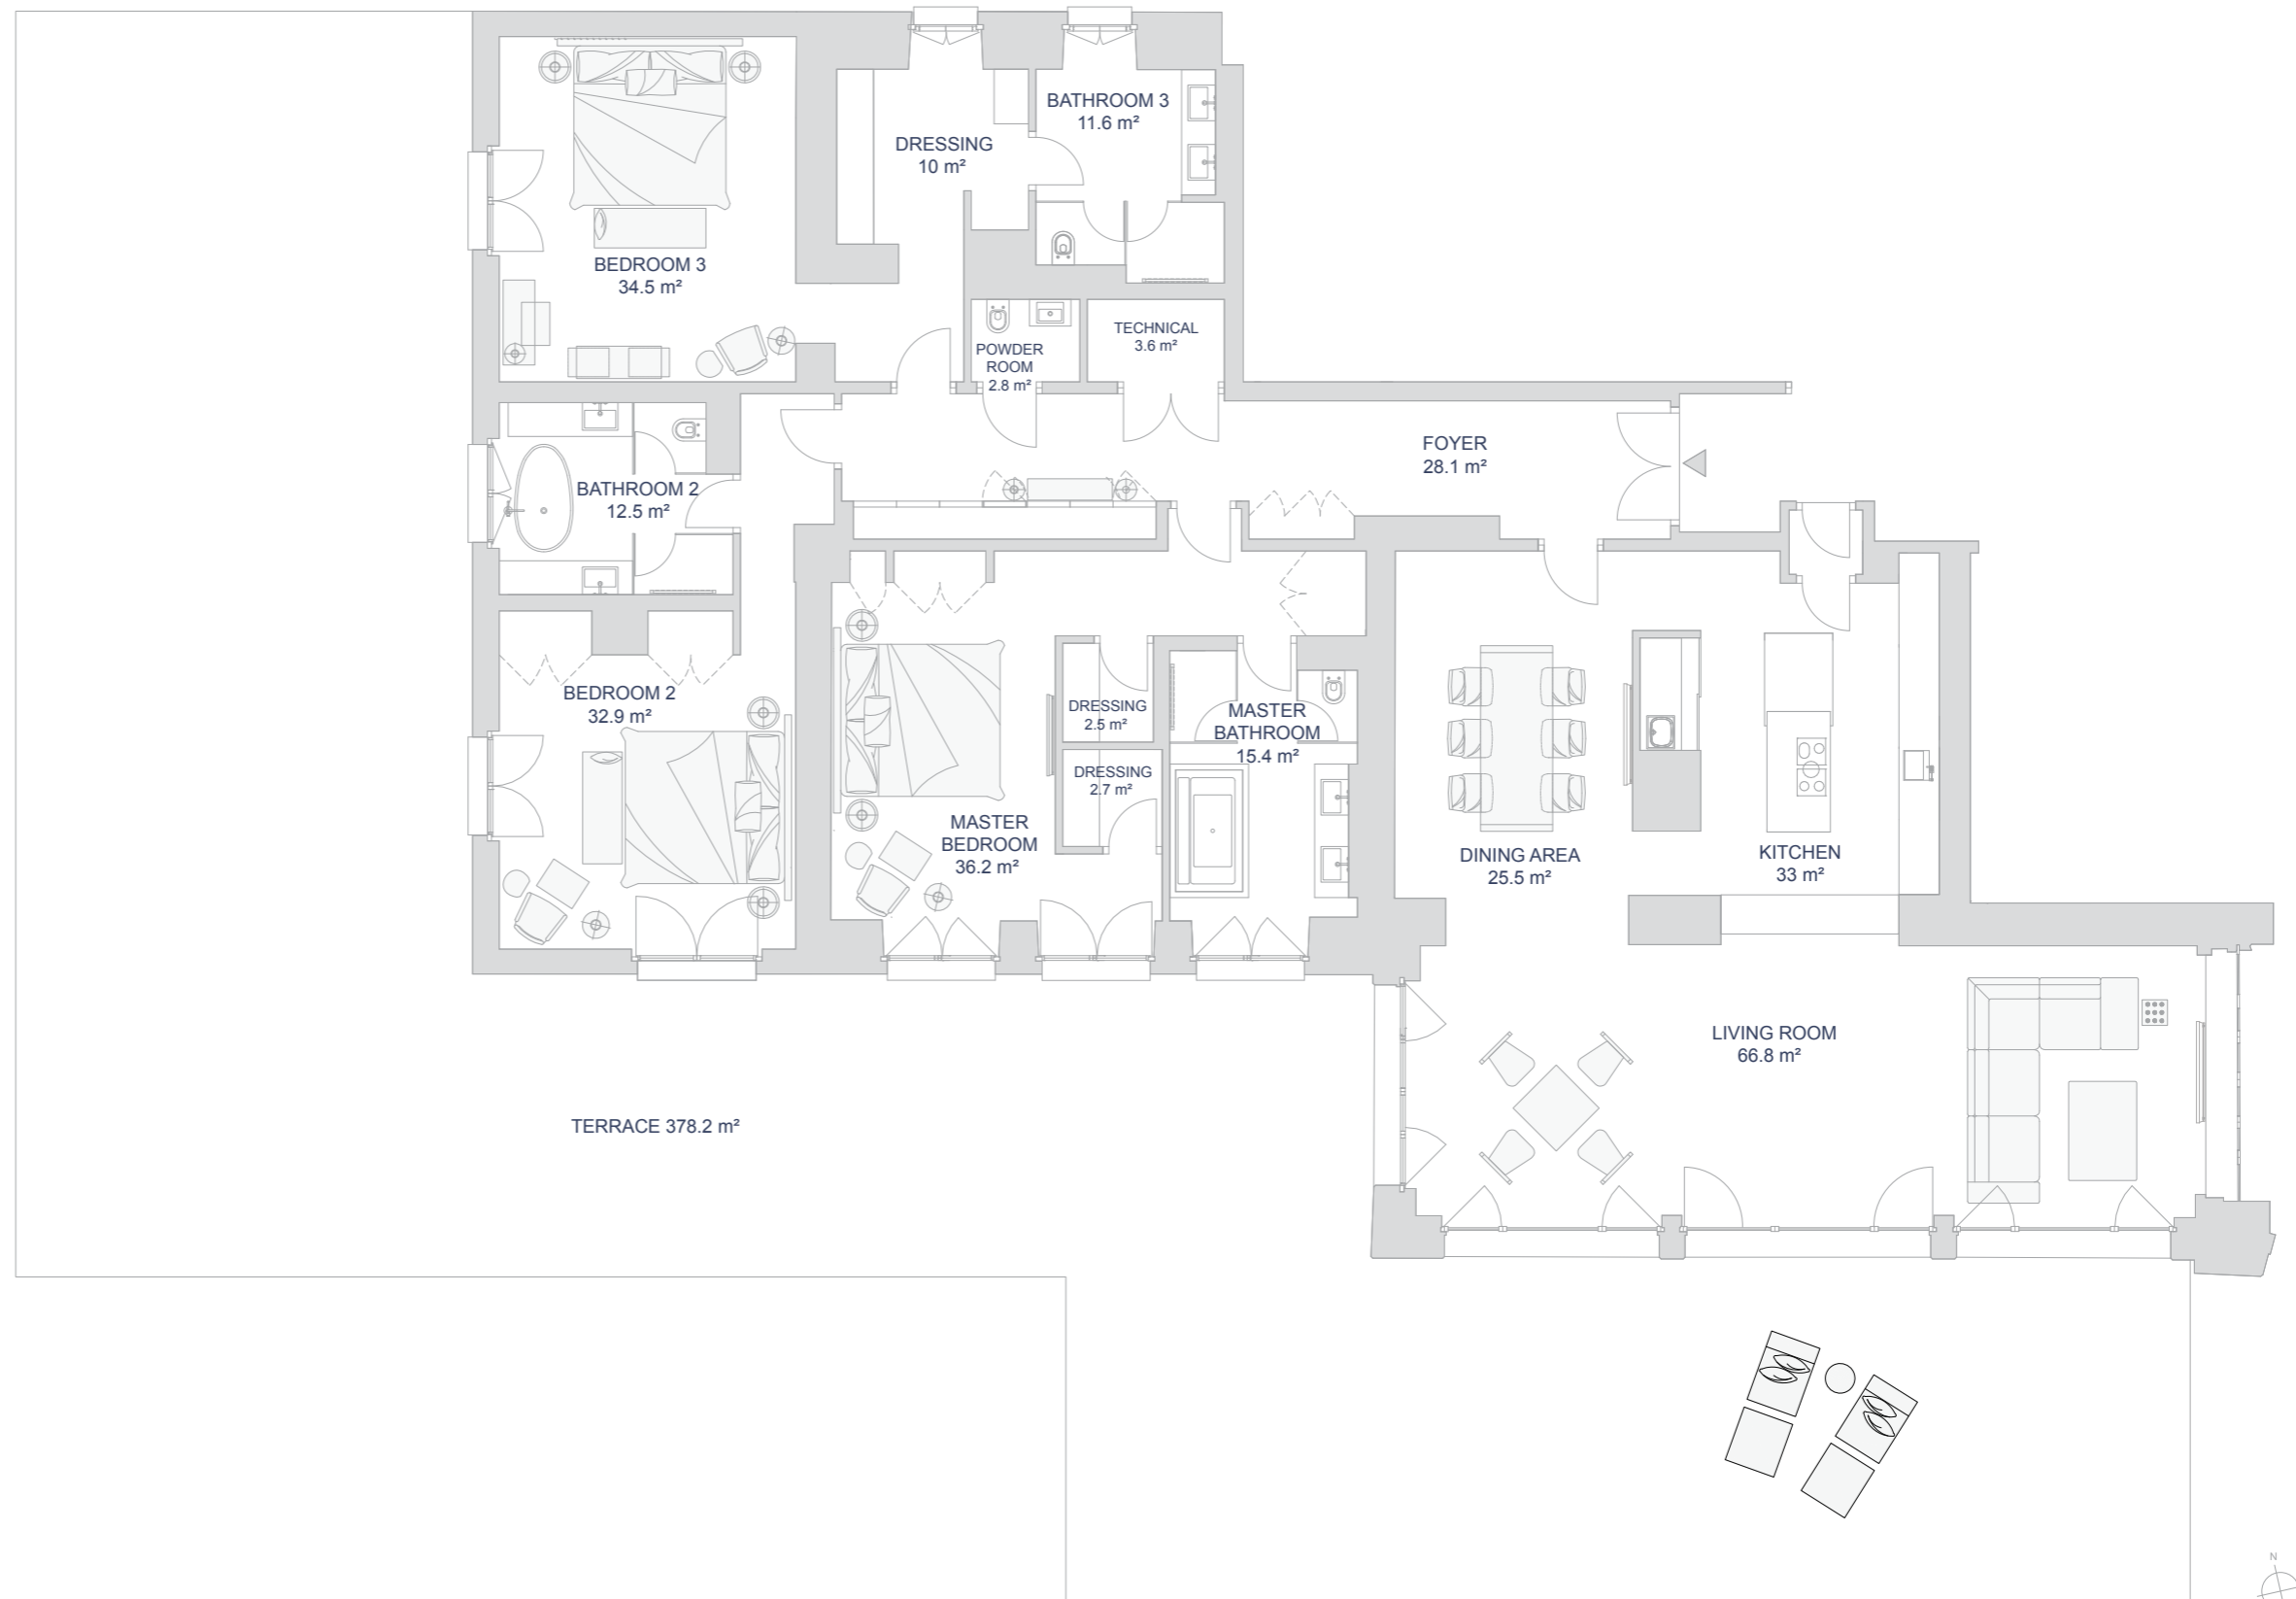 BATHROOM 3
11.6 m²
DRESSING
10 m²
BEDROOM 3
34.5 m²
TECHNICAL
3.6 m²
POWDER
ROOM
2.8 m²
FOYER
28.1 m²
BATHROOM 2
12.5 m²
BEDROOM 2
32.9 m²
DRESSING
2.5 m²
MASTER
BATHROOM
15.4 m²
DRESSING
2.7 m²
MASTER
BEDROOM
36.2 m²
DINING AREA
25.5 m²
KITCHEN
33 m²
LIVING ROOM
66.8 m²
TERRACE 378.2 m²
N